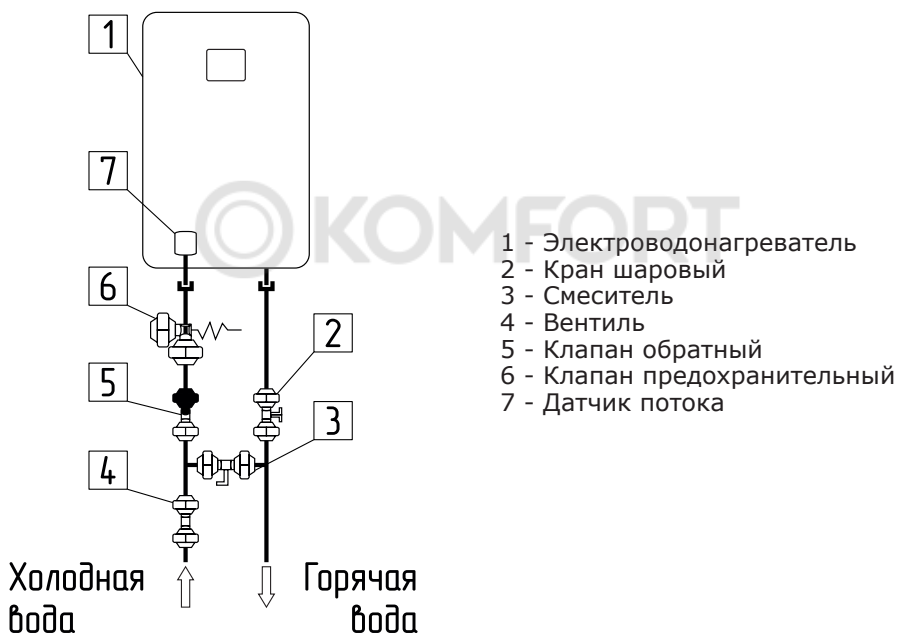 1
7
6
2
5
3
4
KOMFORT
1 - Электроводонагреватель
2 - Кран шаровый
3 - Смеситель
4 - Вентиль
5 - Клапан обратный
6 - Клапан предохранительный
7 - Датчик потока
Холодная
вода
Горячая
вода